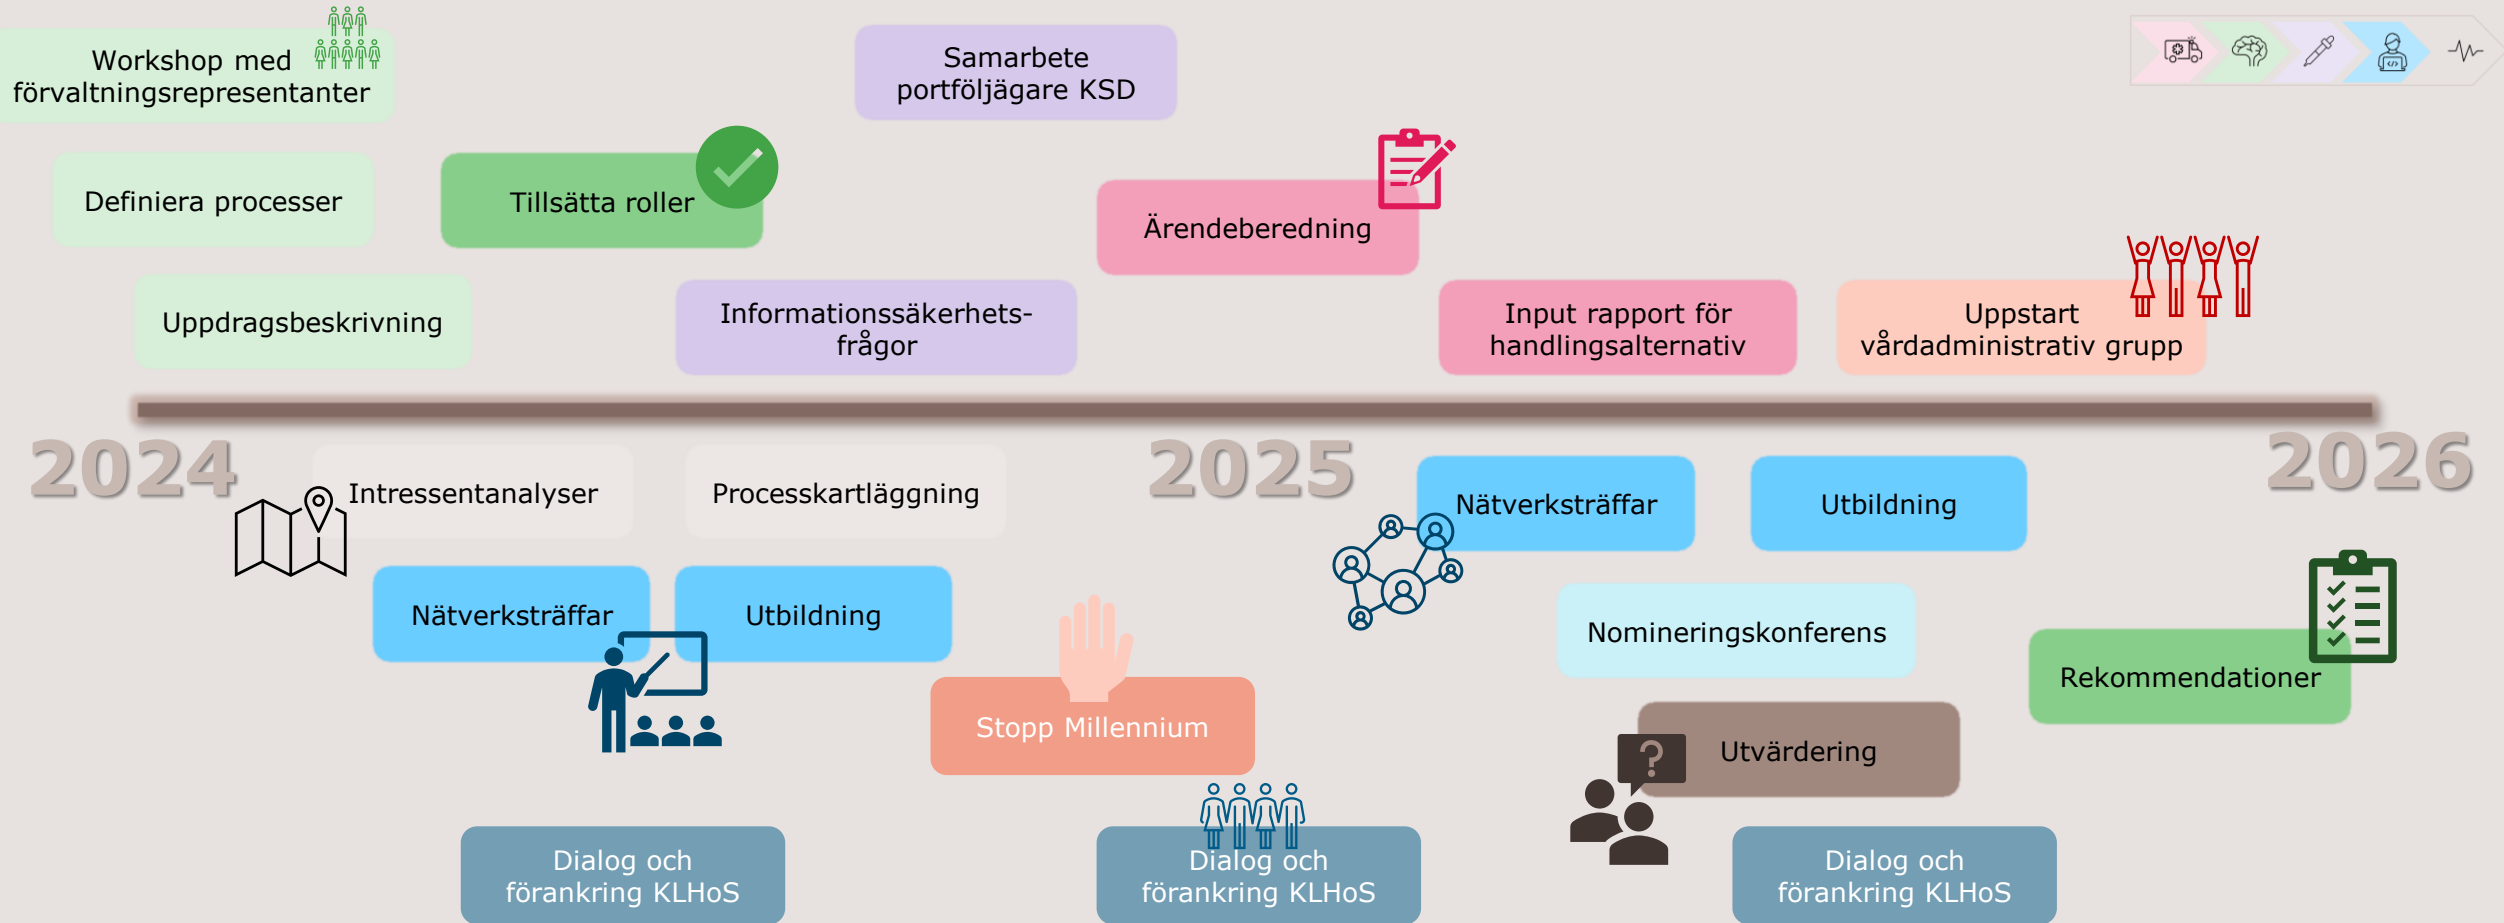 Workshop med
förvaltningsrepresentanter
Samarbete
portföljägare KSD
Definiera processer
Tillsätta roller
Ärendeberedning
Uppdragsbeskrivning
Informationssäkerhets-
frågor
Input rapport för
handlingsalternativ
Uppstart
vårdadministrativ grupp
2024
2025
2026
Intressentanalyser
Processkartläggning
Nätverksträffar
Utbildning
Nätverksträffar
Utbildning
Nomineringskonferens
Stopp Millennium
Rekommendationer
?
Utvärdering
Dialog och
förankring KLHoS
Dialog och
förankring KLHoS
Dialog och
förankring KLHoS